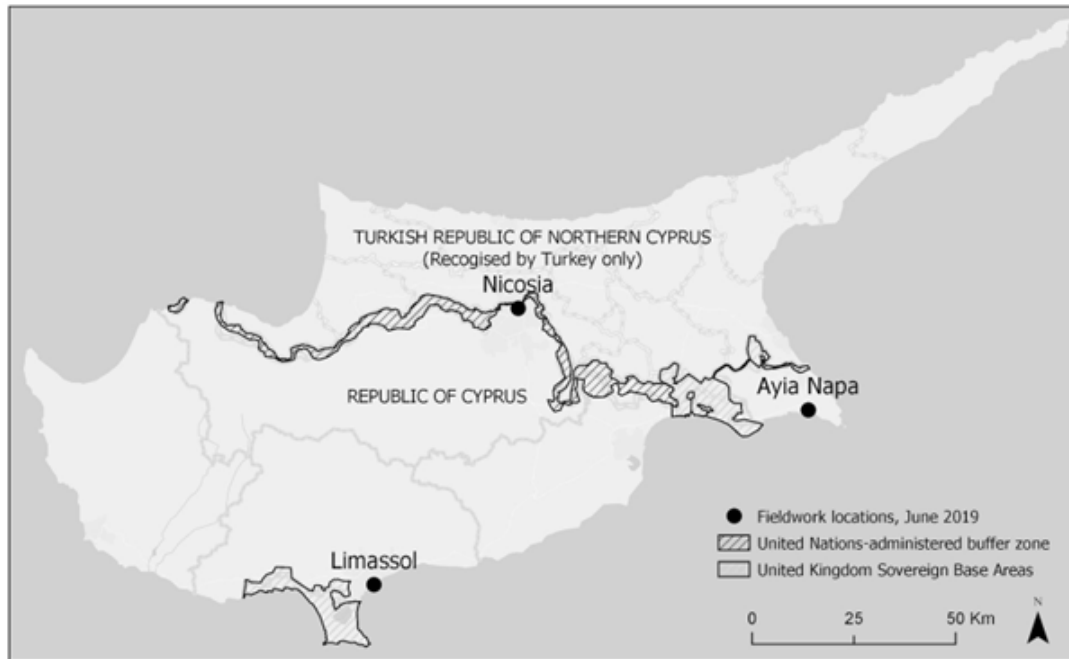 TURKISH REPUBLIC OF NORTHERN CYPRUS
(Recogised by Turkey only)
Nicosia
REPUBLIC OF CYPRUS
Ayia Napa
Limassol
Fieldwork locations, June 2019
United Nations-administered buffer zone
United Kingdom Sovereign Base Areas
0 25 50 Km
N